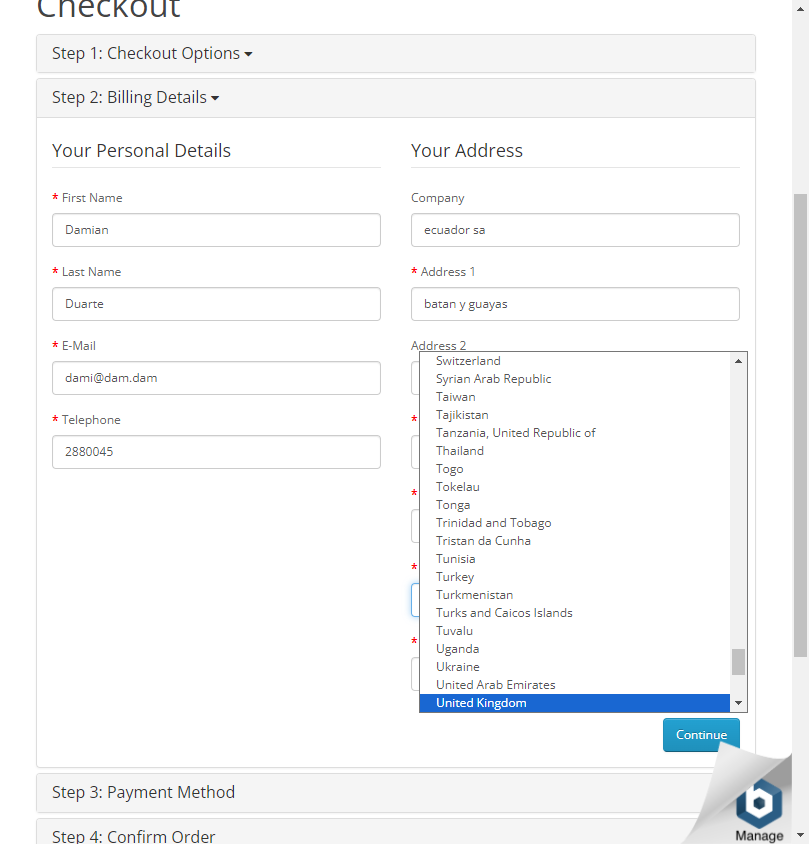 Checkout
Step 1: Checkout Options
Step 2: Billing Details
Your Personal Details
* First Name
Damian
* Last Name
Duarte
* E-Mail
dami@dam.dam
* Telephone
2880045
Your Address
Company
ecuador sa
* Address 1
batan y guayas
Address 2
*
*
*
*
Switzerland
Syrian Arab Republic
Taiwan
Tajikistan
Tanzania, United Republic of
Thailand
Togo
Tokelau
Tonga
Trinidad and Tobago
Tristan da Cunha
Tunisia
Turkey
Turkmenistan
Turks and Caicos Islands
Tuvalu
Uganda
Ukraine
United Arab Emirates
United Kingdom
Continue
Step 3: Payment Method
Step 4: Confirm Order
Manage